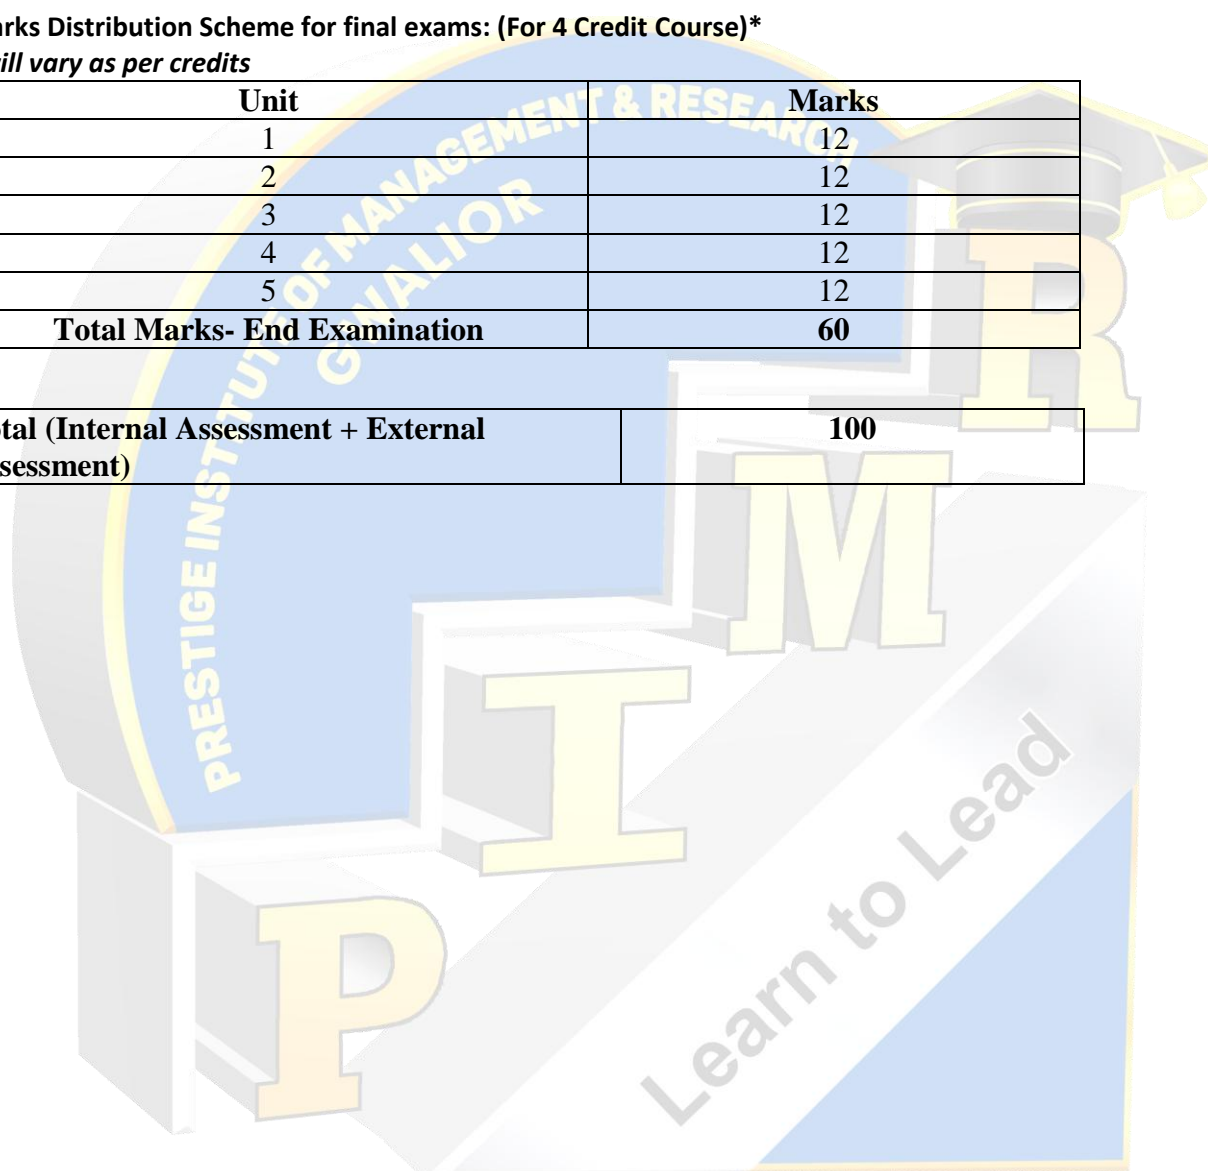 arks Distribution Scheme for final exams: (For 4 Credit Course)*
ill vary as per credits
Unit Marks
1 12
2 12
3 12
4 12
5 12
Total Marks- End Examination 60
tal (Internal Assessment + External 100
sessment)
PRESTIGE INSTITUTE OF MANAGEMENT & RESEARCH
GWALIOR
P I M R
Learn to Lead